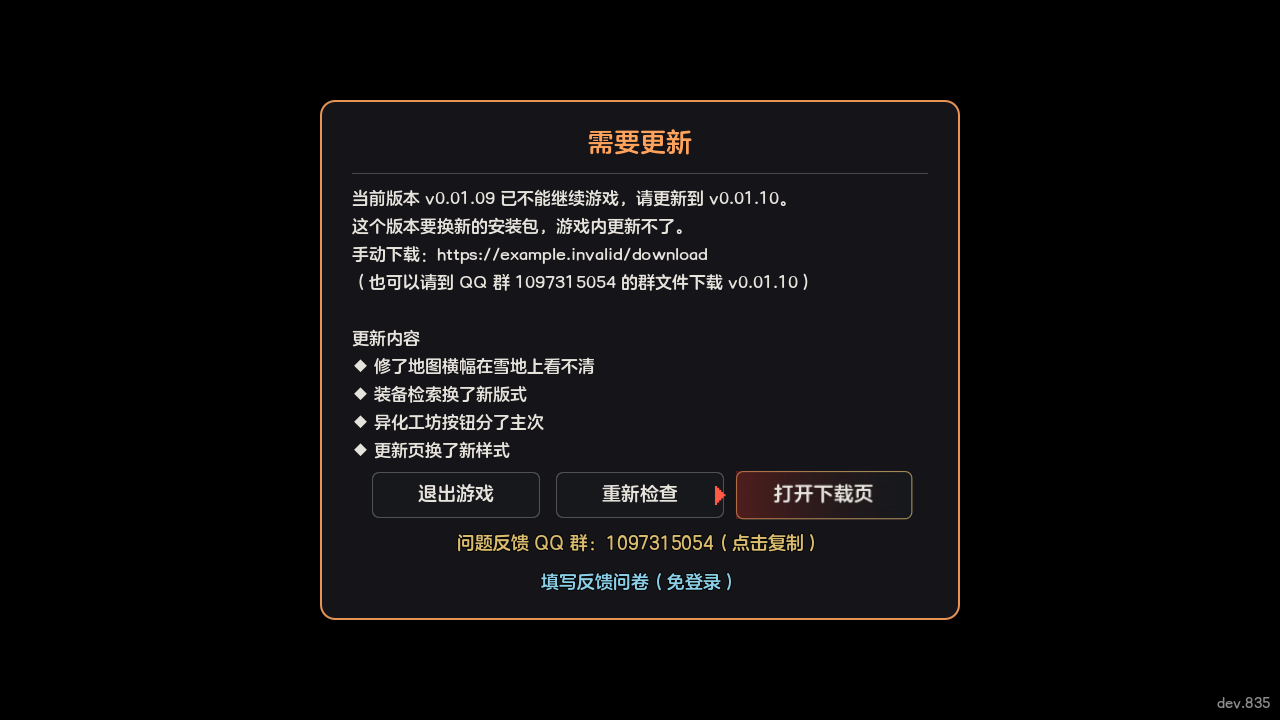 需要更新
当前版本 v0.01.09 已不能继续游戏，请更新到 v0.01.10。
这个版本要换新的安装包，游戏内更新不了。
手动下载：https://example.invalid/download
（也可以请到 QQ 群 1097315054 的群文件下载 v0.01.10）
更新内容
◆ 修了地图横幅在雪地上看不清
◆ 装备检索换了新版式
◆ 异化工坊按钮分了主次
◆ 更新页换了新样式
退出游戏 重新检查 打开下载页
问题反馈 QQ 群：1097315054（点击复制）
填写反馈问卷（免登录）
dev.835